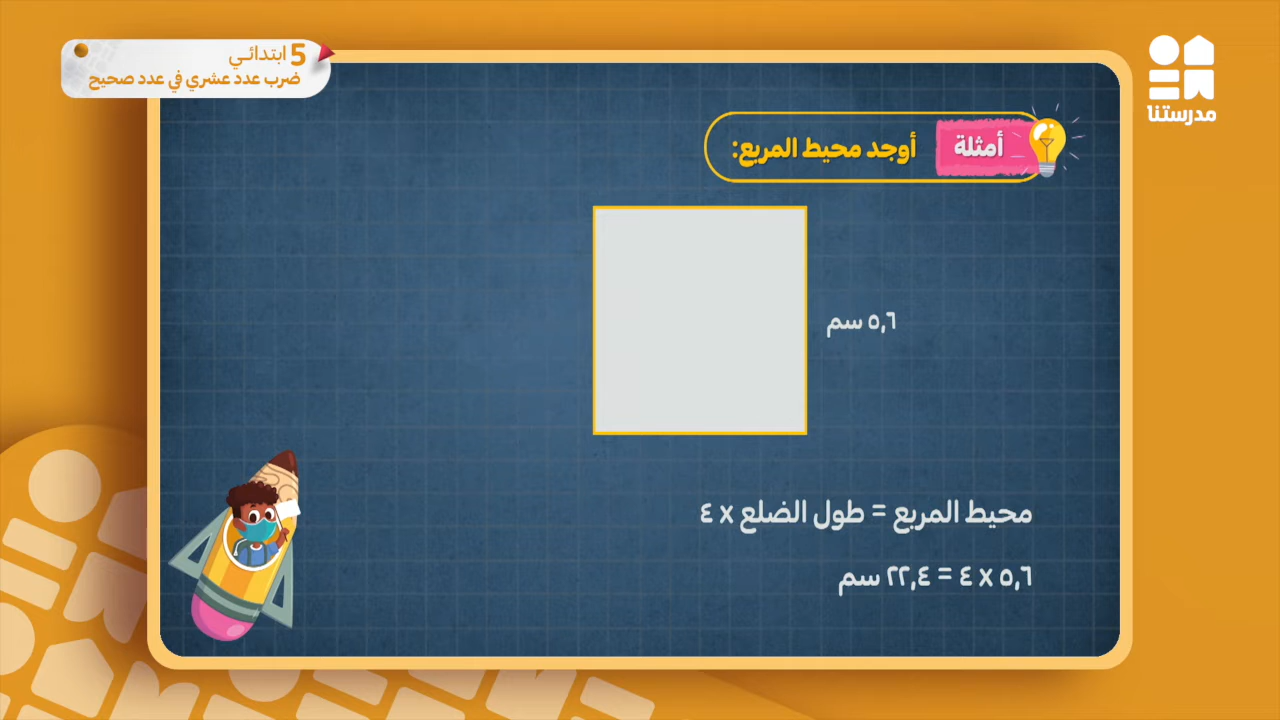 5 ابتدائي
ضرب عدد عشري في عدد صحيح
مدرستنا
أمثلة أوجد محيط المربع:
٥,٦ سم
محيط المربع = طول الضلع x ٤
٥,٦ x ٤ = ٢٢,٤ سم